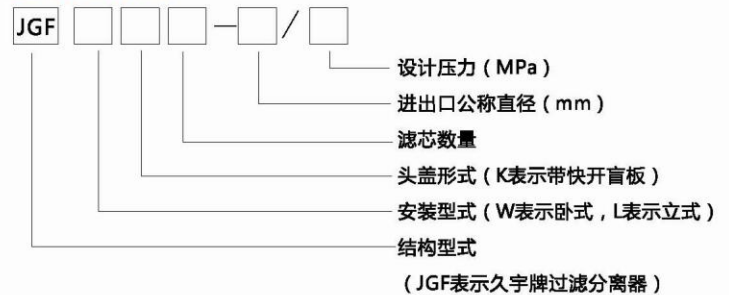 JGF — /
设计压力（MPa）
进出口公称直径（mm）
滤芯数量
头盖形式（K表示带快开盲板）
安装型式（W表示卧式，L表示立式）
结构型式
（JGF表示久宇牌过滤分离器）